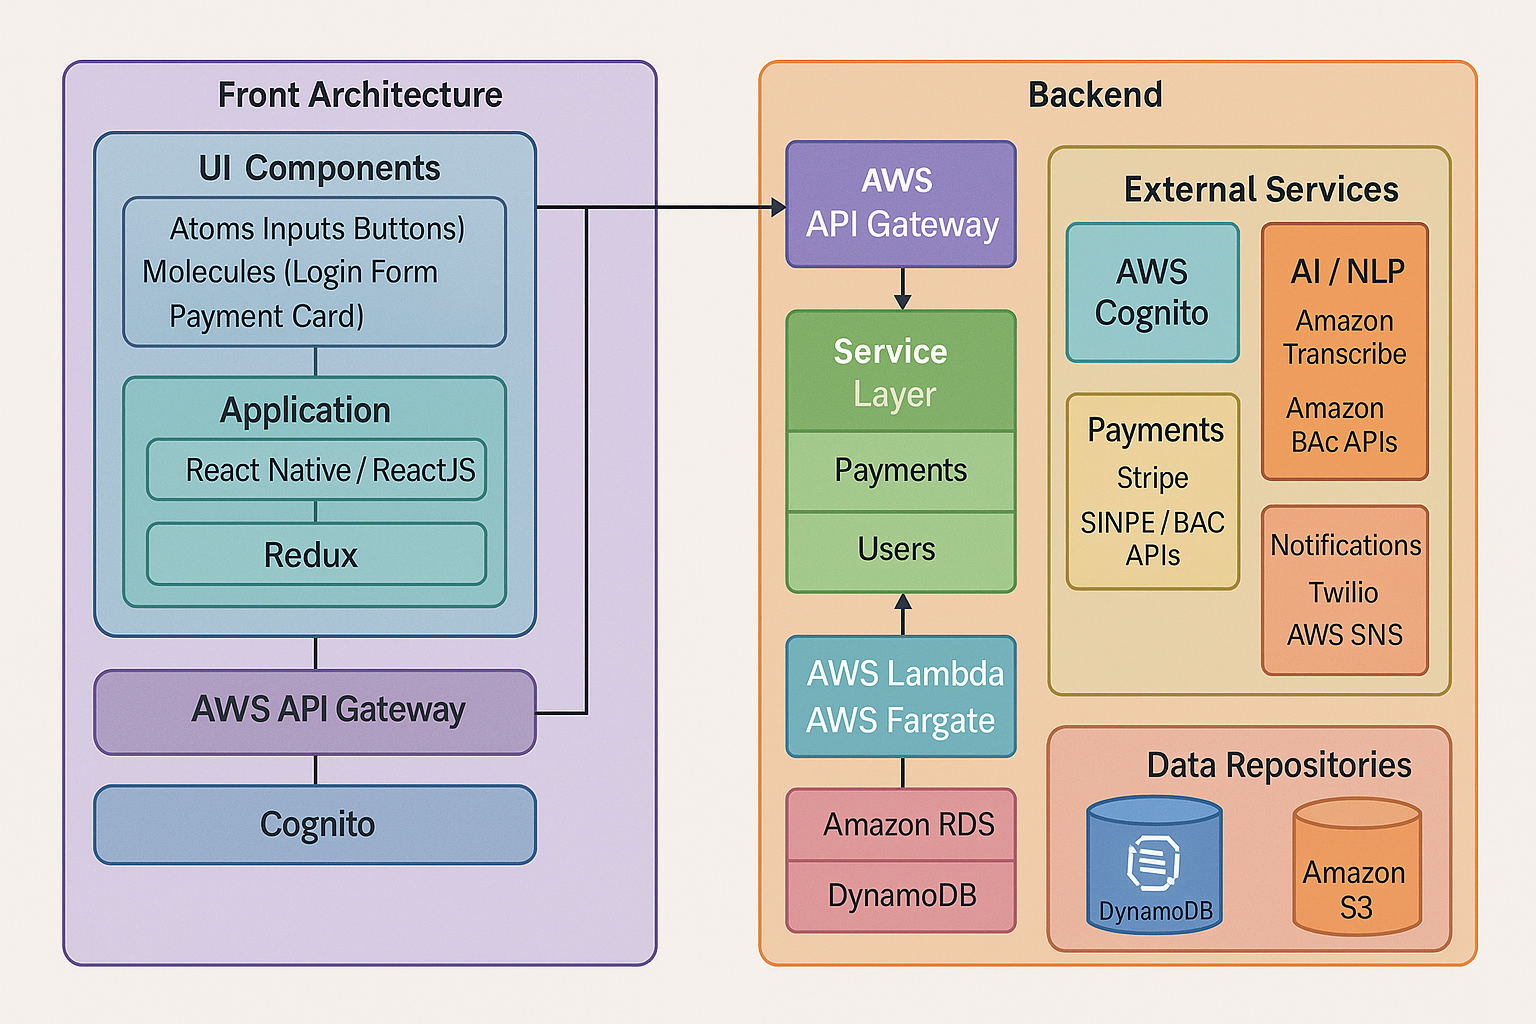 Front Architecture
UI Components
Atoms Inputs Buttons)
Molecules (Login Form
Payment Card)
Application
React Native / ReactJS
Redux
AWS API Gateway
Cognito
Backend
AWS
API Gateway
Service
Layer
Payments
Users
AWS Lambda
AWS Fargate
Amazon RDS
DynamoDB
External Services
AWS
Cognito
Payments
Stripe
SINPE / BAC
APIs
AI / NLP
Amazon
Transcribe
Amazon
BAc APIs
Notifications
Twilio
AWS SNS
Data Repositories
DynamoDB
Amazon
S3